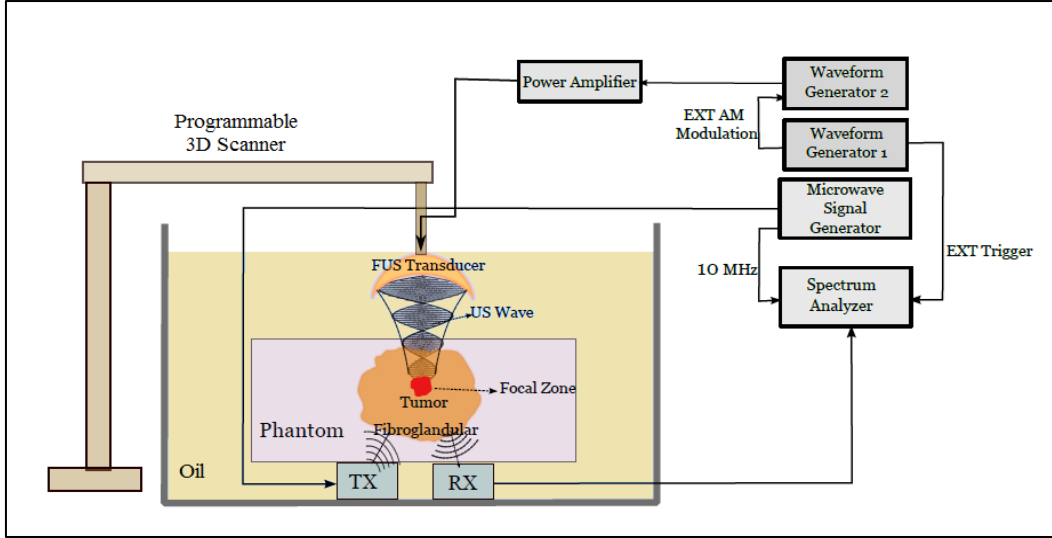 Programmable
3D Scanner
Power Amplifier
Waveform
Generator 2
EXT AM
Modulation
Waveform
Generator 1
Microwave
Signal
Generator
10 MHz
EXT Trigger
Spectrum
Analyzer
FUS Transducer
US Wave
Focal Zone
Tumor
Fibroglandular
Phantom
Oil
TX
RX